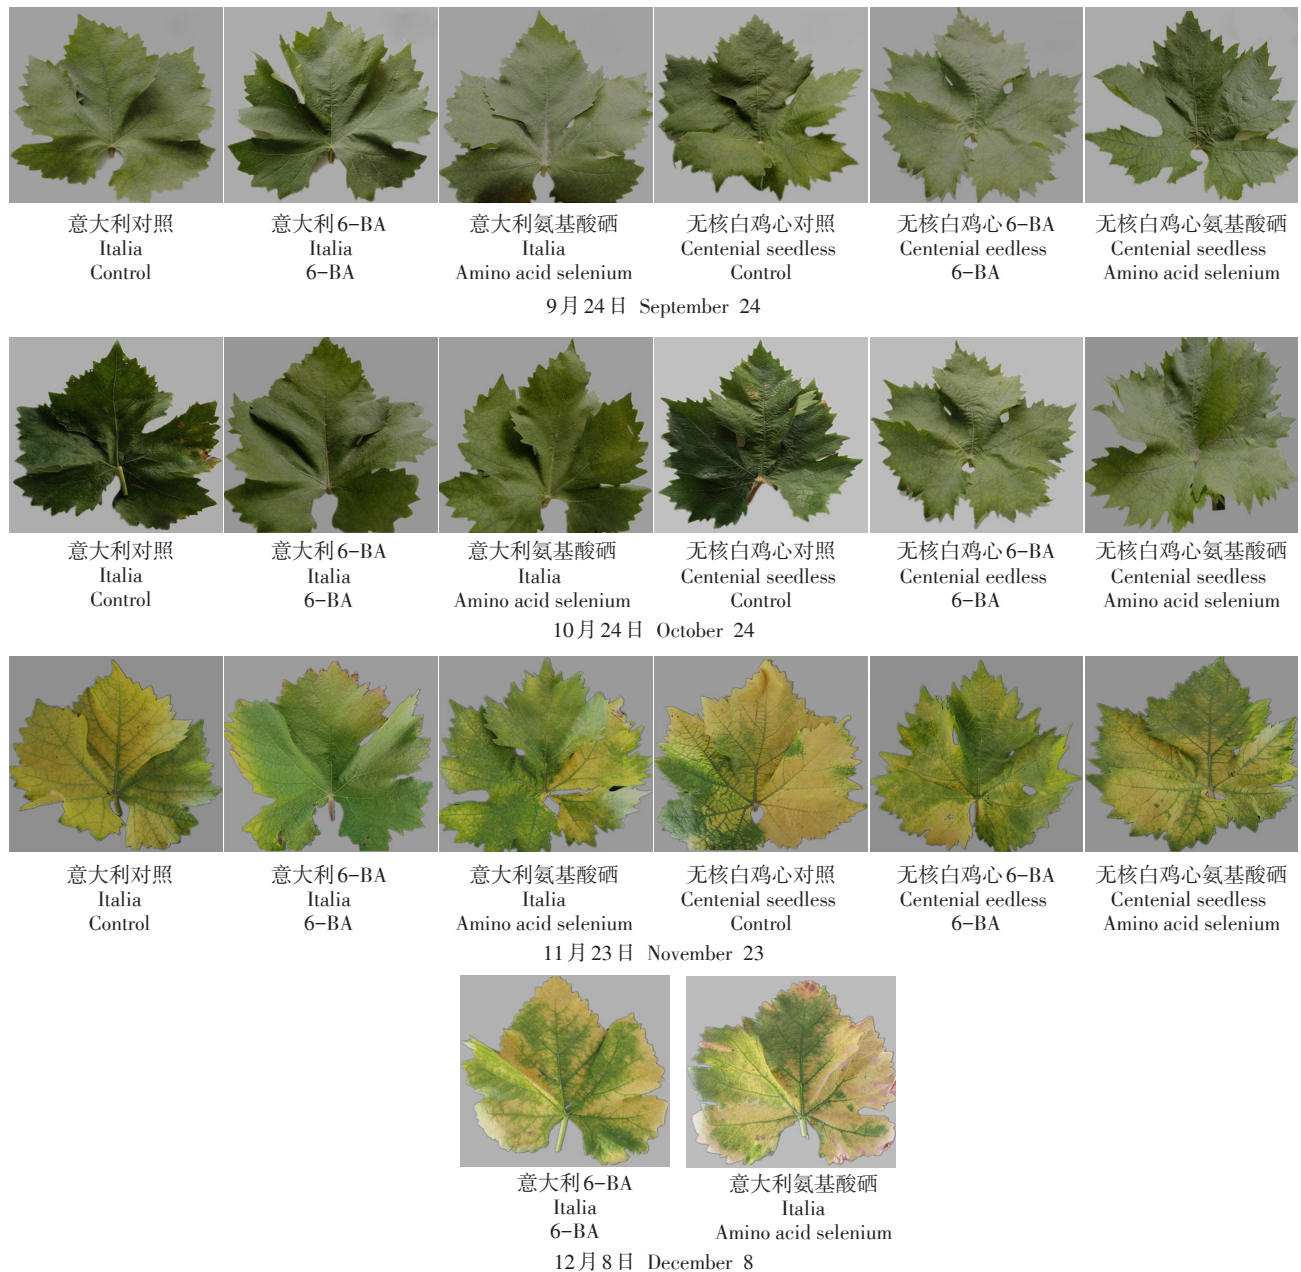 意大利对照 意大利6-BA 意大利氨基酸硒 无核白鸡心对照 无核白鸡心6-BA 无核白鸡心氨基酸硒
Italia Italia Italia Centenial seedless Centenial eedless Centenial seedless
Control 6-BA Amino acid selenium Control 6-BA Amino acid selenium
9月24日 September 24
意大利对照 意大利6-BA 意大利氨基酸硒 无核白鸡心对照 无核白鸡心6-BA 无核白鸡心氨基酸硒
Italia Italia Italia Centenial seedless Centenial eedless Centenial seedless
Control 6-BA Amino acid selenium Control 6-BA Amino acid selenium
10月24日 October 24
意大利对照 意大利6-BA 意大利氨基酸硒 无核白鸡心对照 无核白鸡心6-BA 无核白鸡心氨基酸硒
Italia Italia Italia Centenial seedless Centenial eedless Centenial seedless
Control 6-BA Amino acid selenium Control 6-BA Amino acid selenium
11月23日 November 23
意大利6-BA 意大利氨基酸硒
Italia Italia
6-BA Amino acid selenium
12月8日 December 8